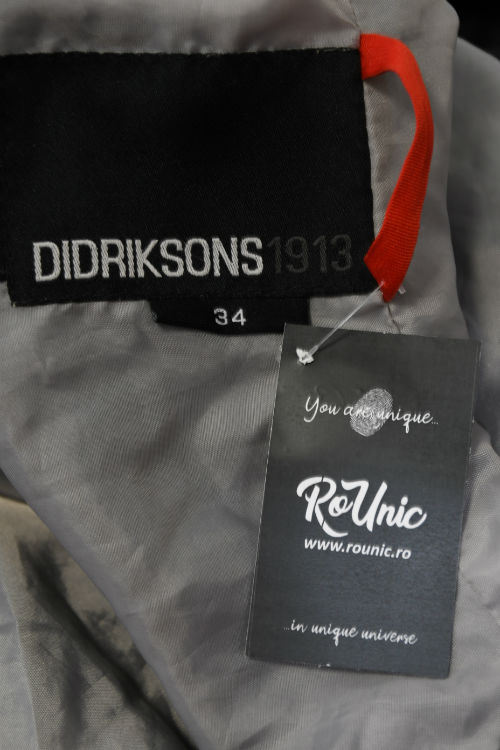 DIDRIKSONS1913
34
You are unique...
RoUnic
www.rounic.ro
...in unique universe